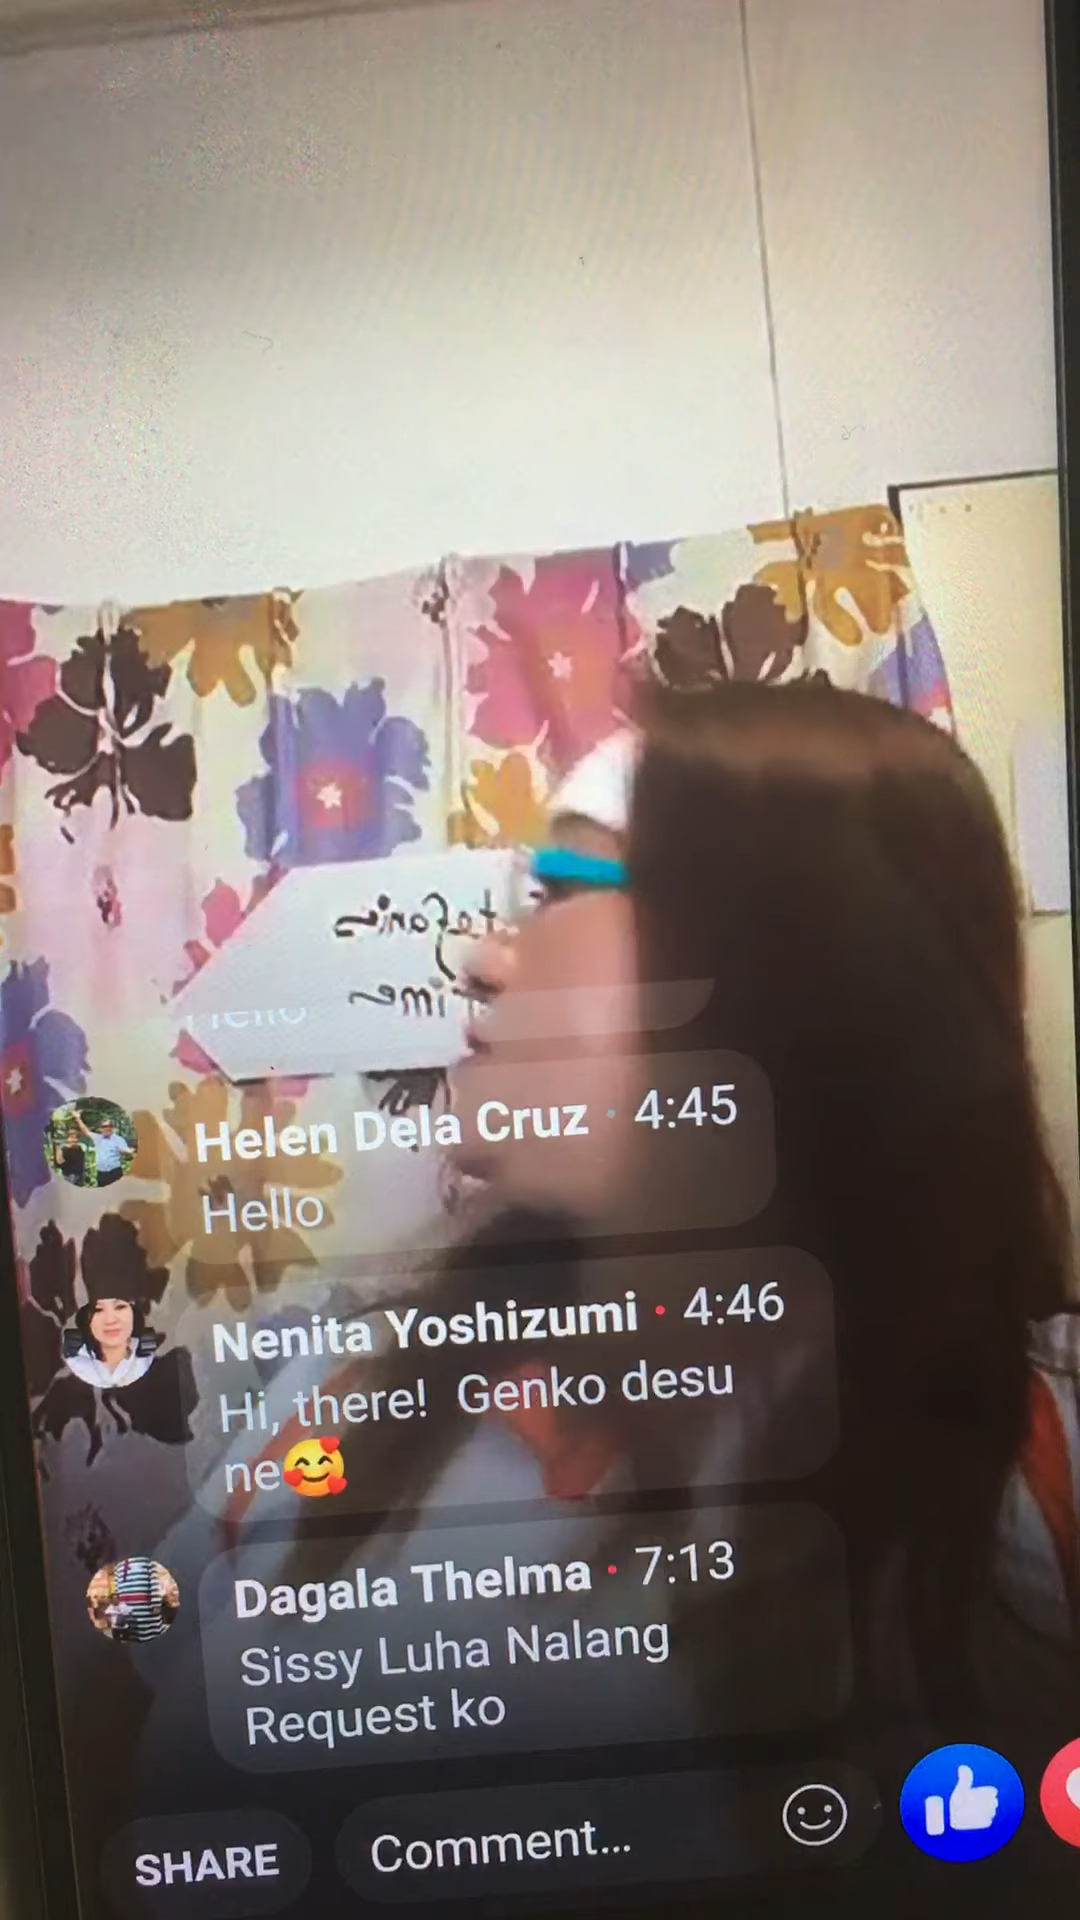 Hello
Helen Dela Cruz · 4:45
Hello
Nenita Yoshizumi · 4:46
Hi, there! Genko desu
ne🥰
Dagala Thelma · 7:13
Sissy Luha Nalang
Request ko
SHARE
Comment...